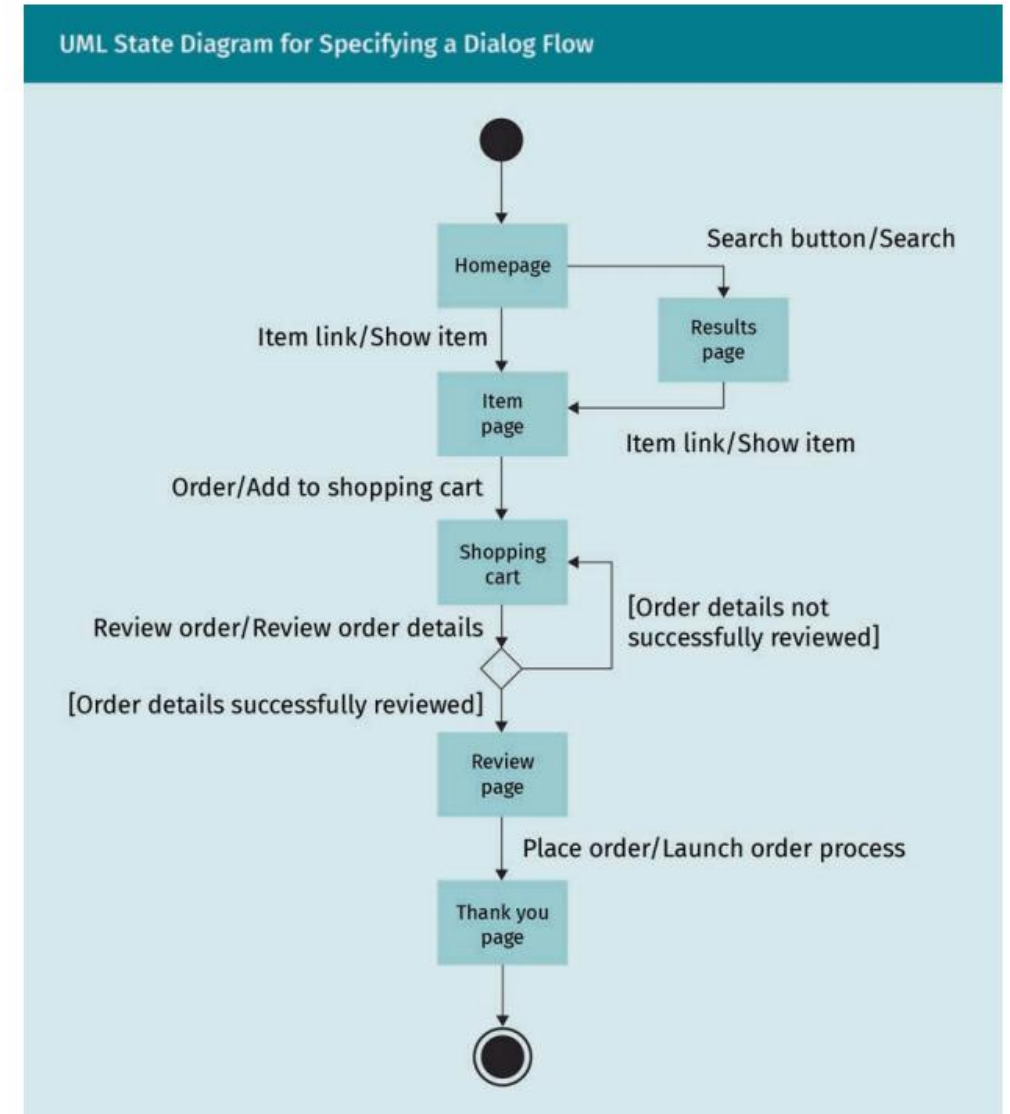 UML State Diagram for Specifying a Dialog Flow
Homepage
Search button/Search
Results
page
Item link/Show item
Item
page
Item link/Show item
Order/Add to shopping cart
Shopping
cart
[Order details not
successfully reviewed]
Review order/Review order details
[Order details successfully reviewed]
Review
page
Place order/Launch order process
Thank you
page